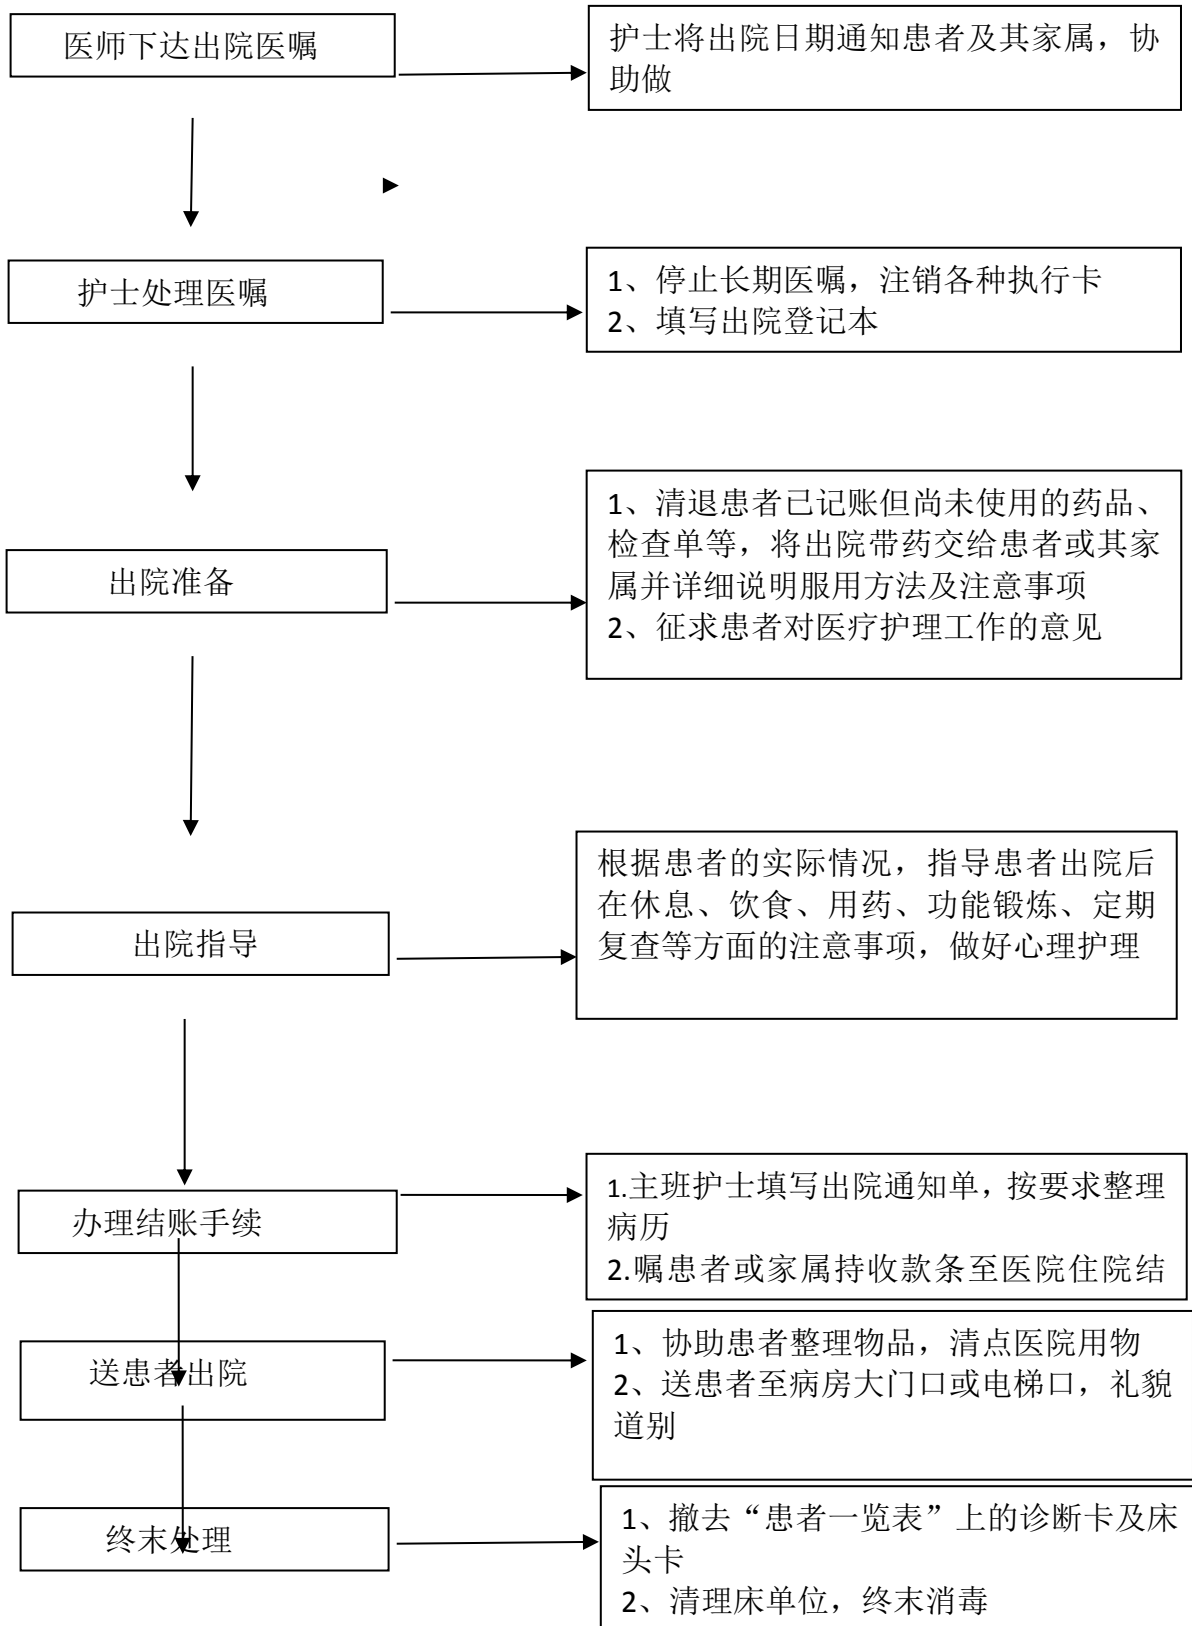 医师下达出院医嘱
护士将出院日期通知患者及其家属，协
助做
护士处理医嘱
1、停止长期医嘱，注销各种执行卡
2、填写出院登记本
出院准备
1、清退患者已记账但尚未使用的药品、
检查单等，将出院带药交给患者或其家
属并详细说明服用方法及注意事项
2、征求患者对医疗护理工作的意见
出院指导
根据患者的实际情况，指导患者出院后
在休息、饮食、用药、功能锻炼、定期
复查等方面的注意事项，做好心理护理
办理结账手续
1.主班护士填写出院通知单，按要求整理
病历
2.嘱患者或家属持收款条至医院住院结
送患者出院
1、协助患者整理物品，清点医院用物
2、送患者至病房大门口或电梯口，礼貌
道别
终末处理
1、撤去“患者一览表”上的诊断卡及床
头卡
2、清理床单位，终末消毒